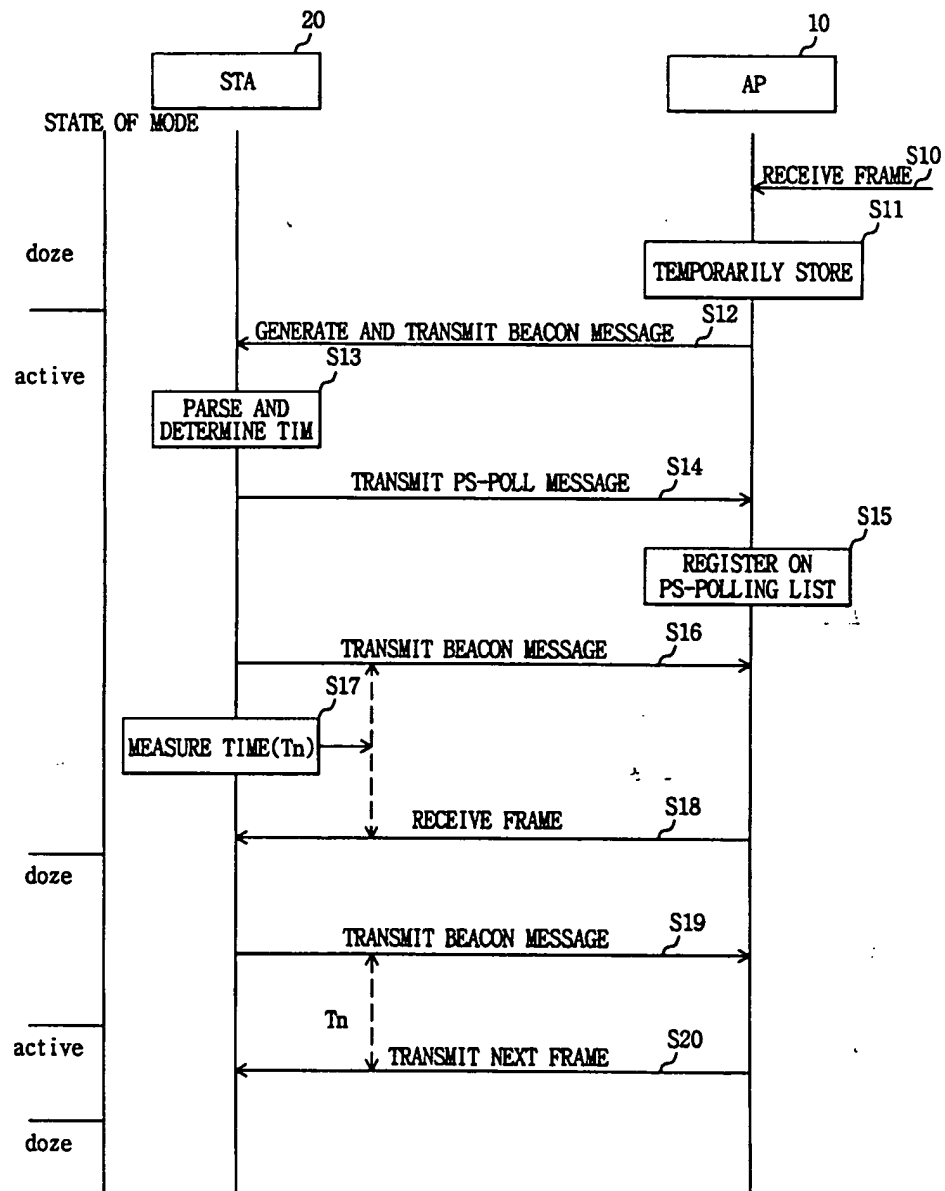 20
10
STA
AP
STATE OF MODE
S10
RECEIVE FRAME
S11
doze
TEMPORARILY STORE
S12
GENERATE AND TRANSMIT BEACON MESSAGE
S13
active
PARSE AND
DETERMINE TIM
S14
TRANSMIT PS-POLL MESSAGE
S15
REGISTER ON
PS-POLLING LIST
S16
TRANSMIT BEACON MESSAGE
S17
MEASURE TIME(Tn)
S18
RECEIVE FRAME
doze
S19
TRANSMIT BEACON MESSAGE
Tn
active
S20
TRANSMIT NEXT FRAME
doze